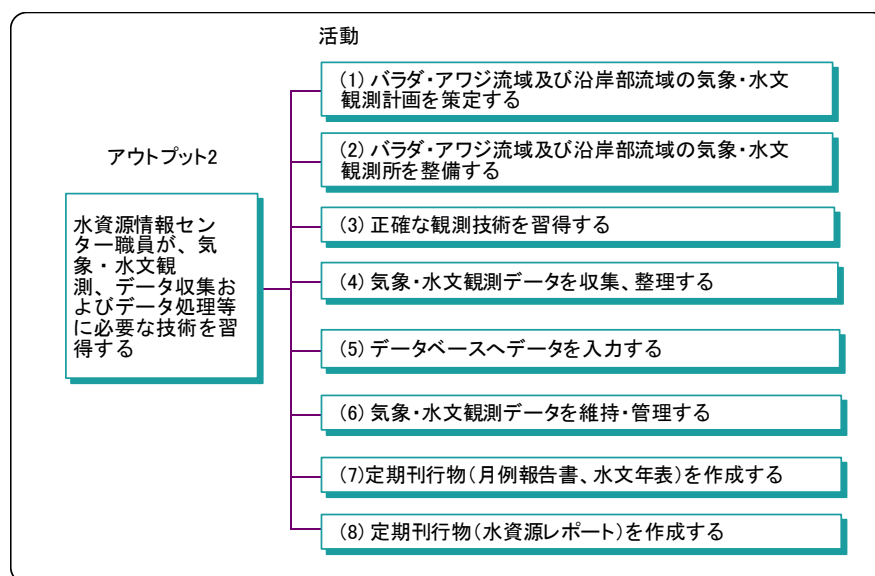 活動
アウトプット2
水資源情報セン
ター職員が、気
象・水文観
測、データ収集お
よびデータ処理等
に必要な技術を習
得する
(1) バラダ・アワジ流域及び沿岸部流域の気象・水文
観測計画を策定する
(2) バラダ・アワジ流域及び沿岸部流域の気象・水文
観測所を整備する
(3) 正確な観測技術を習得する
(4) 気象・水文観測データを収集、整理する
(5) データベースへデータを入力する
(6) 気象・水文観測データを維持・管理する
(7)定期刊行物(月例報告書、水文年表)を作成する
(8) 定期刊行物(水資源レポート)を作成する